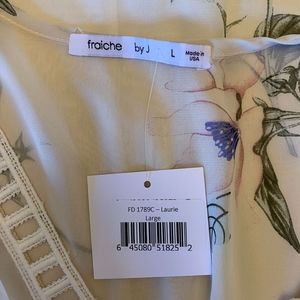 fraiche by J L Made in
USA
FD 1789C – Laurie
Large
6 45080 51825 2